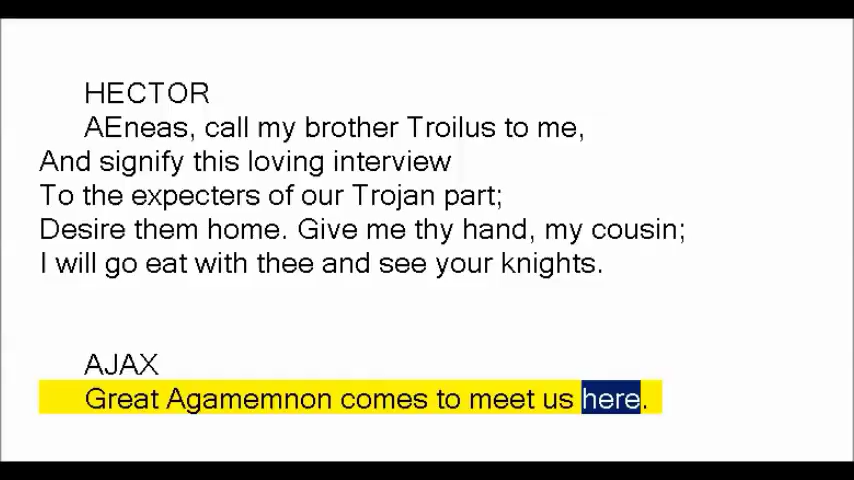 HECTOR
AEneas, call my brother Troilus to me,
And signify this loving interview
To the expecters of our Trojan part;
Desire them home. Give me thy hand, my cousin;
I will go eat with thee and see your knights.
AJAX
Great Agamemnon comes to meet us here.